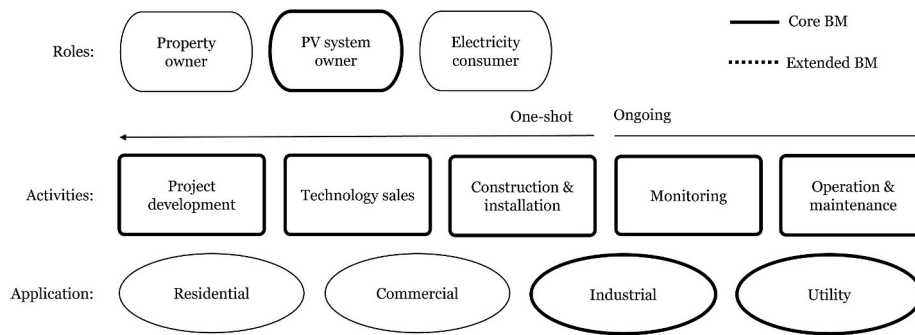 Roles:
Property
owner
PV system
owner
Electricity
consumer
Core BM
Extended BM
One-shot
Ongoing
Activities:
Project
development
Technology sales
Construction &
installation
Monitoring
Operation &
maintenance
Application:
Residential
Commercial
Industrial
Utility